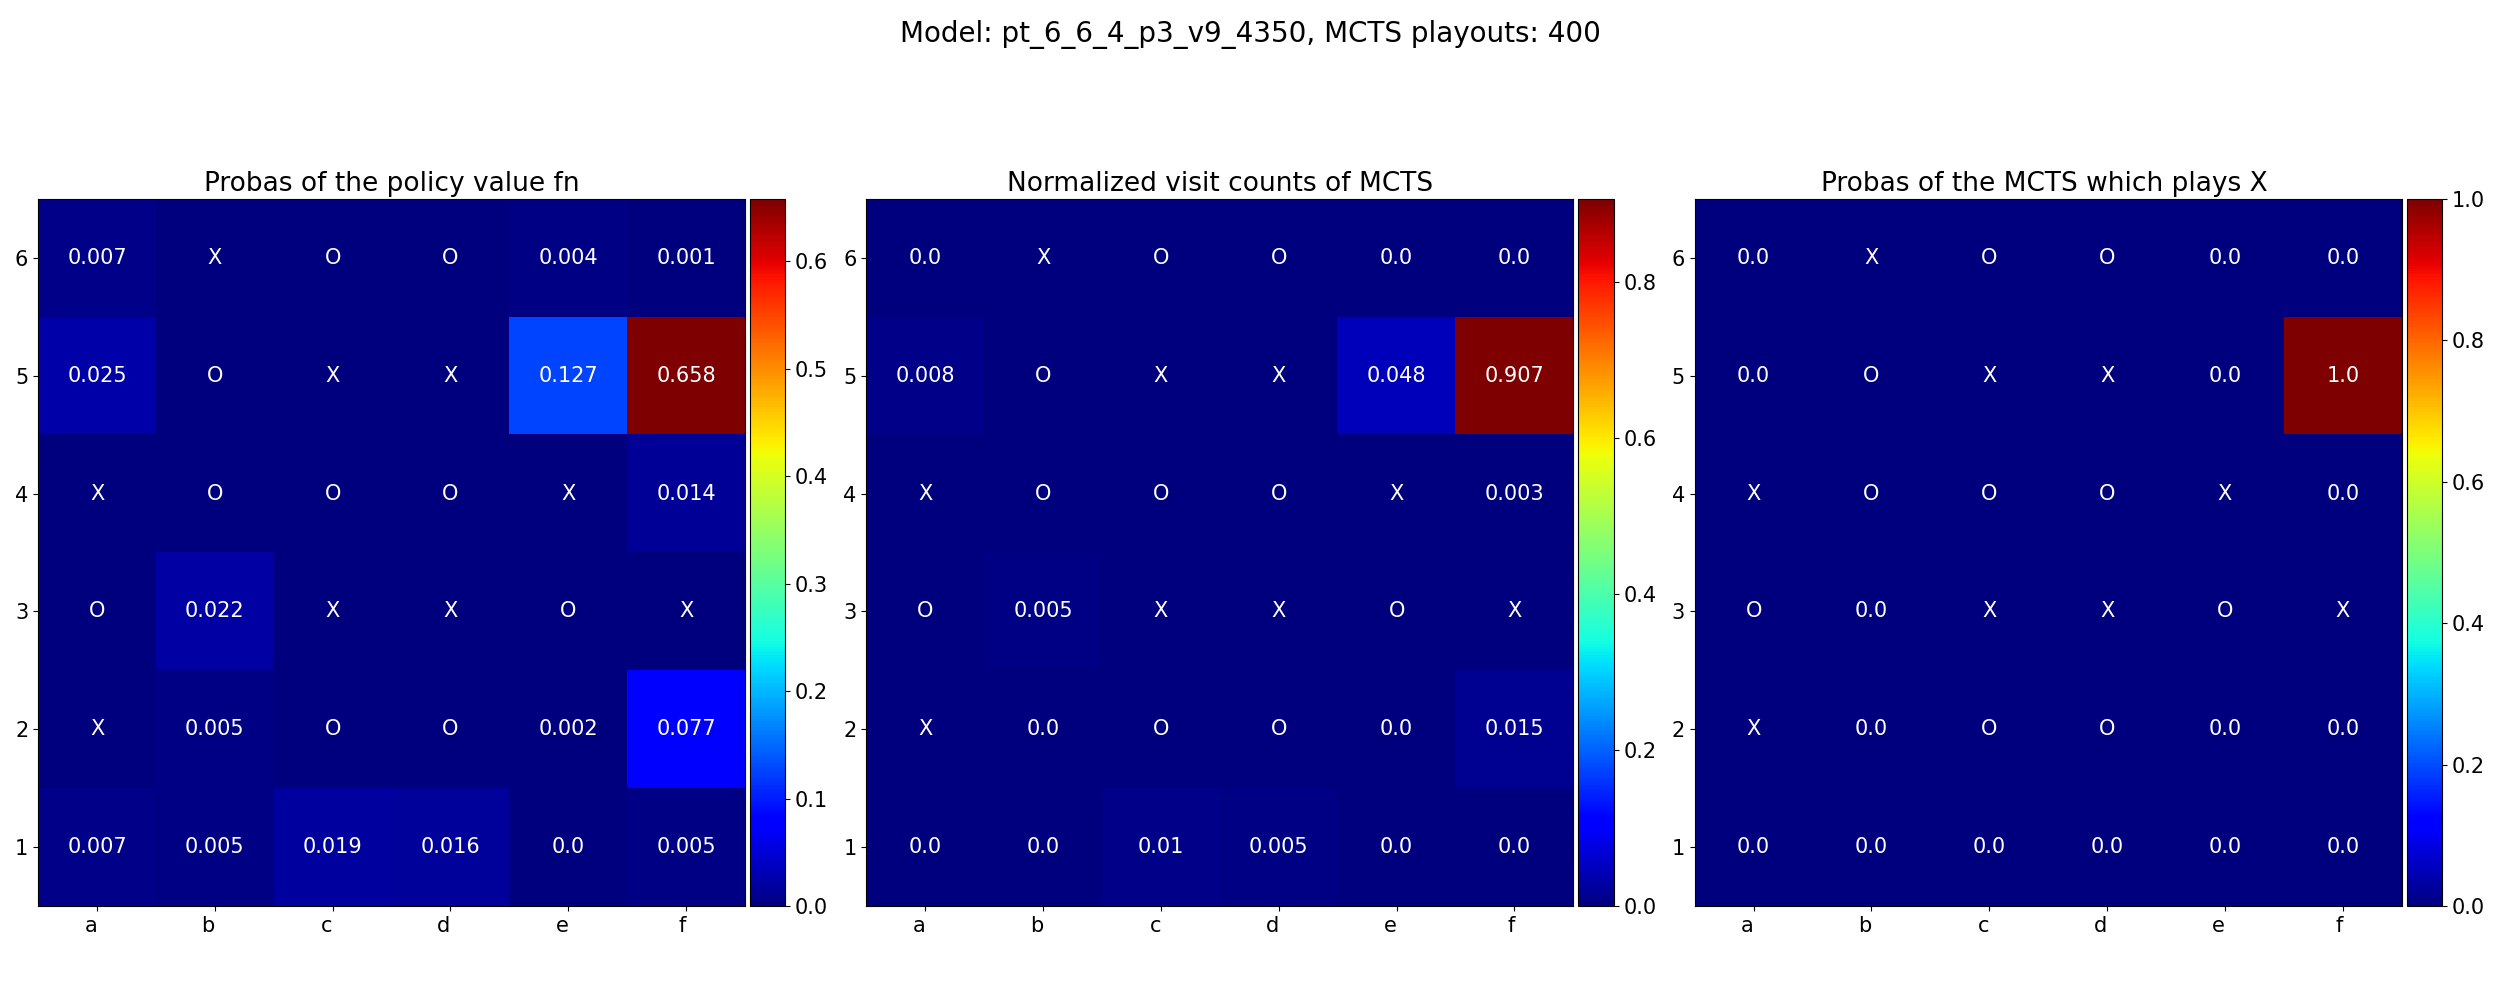 Model: pt_6_6_4_p3_v9_4350, MCTS playouts: 400
Probas of the policy value fn
6 0.007 X O O 0.004 0.001
5 0.025 O X X 0.127 0.658
4 X O O O X 0.014
3 O 0.022 X X O X
2 X 0.005 O O 0.002 0.077
1 0.007 0.005 0.019 0.016 0.0 0.005
a b c d e f
0.6
0.5
0.4
0.3
0.2
0.1
0.0
Normalized visit counts of MCTS
6 0.0 X O O 0.0 0.0
5 0.008 O X X 0.048 0.907
4 X O O O X 0.003
3 O 0.005 X X O X
2 X 0.0 O O 0.0 0.015
1 0.0 0.0 0.01 0.005 0.0 0.0
a b c d e f
0.8
0.6
0.4
0.2
0.0
Probas of the MCTS which plays X
6 0.0 X O O 0.0 0.0
5 0.0 O X X 0.0 1.0
4 X O O O X 0.0
3 O 0.0 X X O X
2 X 0.0 O O 0.0 0.0
1 0.0 0.0 0.0 0.0 0.0 0.0
a b c d e f
1.0
0.8
0.6
0.4
0.2
0.0